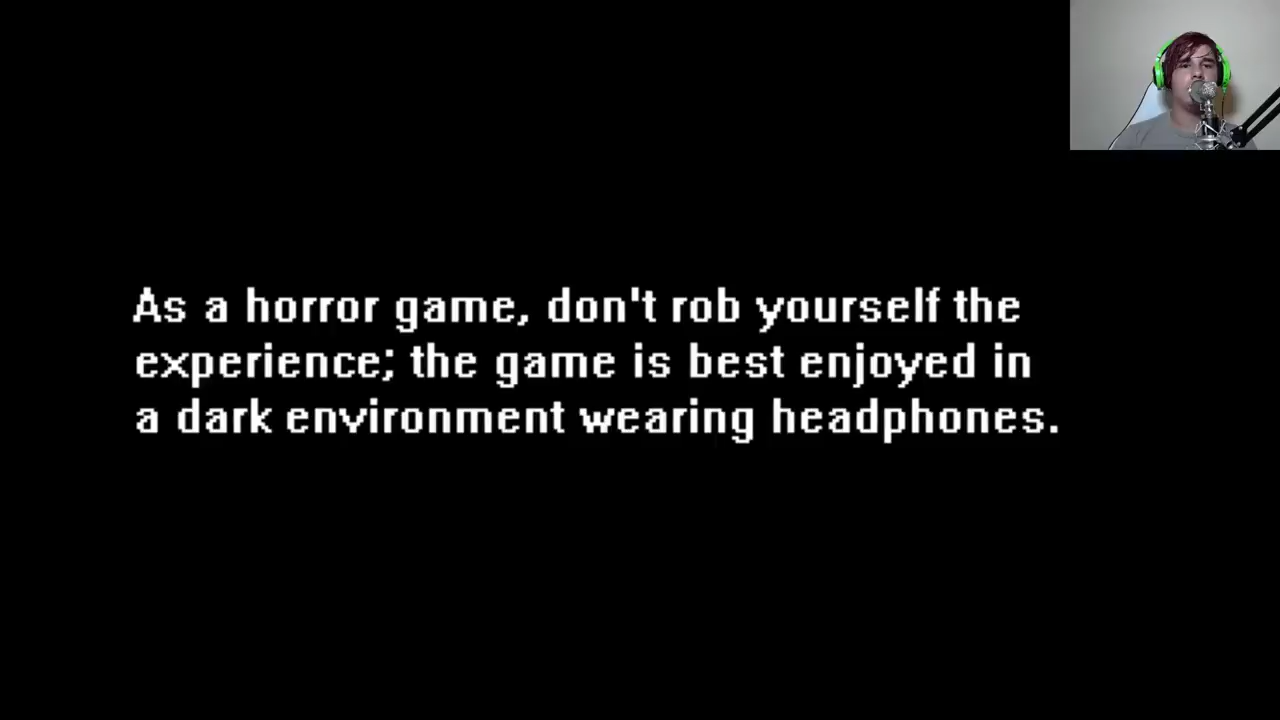 As a horror game, don't rob yourself the
experience; the game is best enjoyed in
a dark environment wearing headphones.